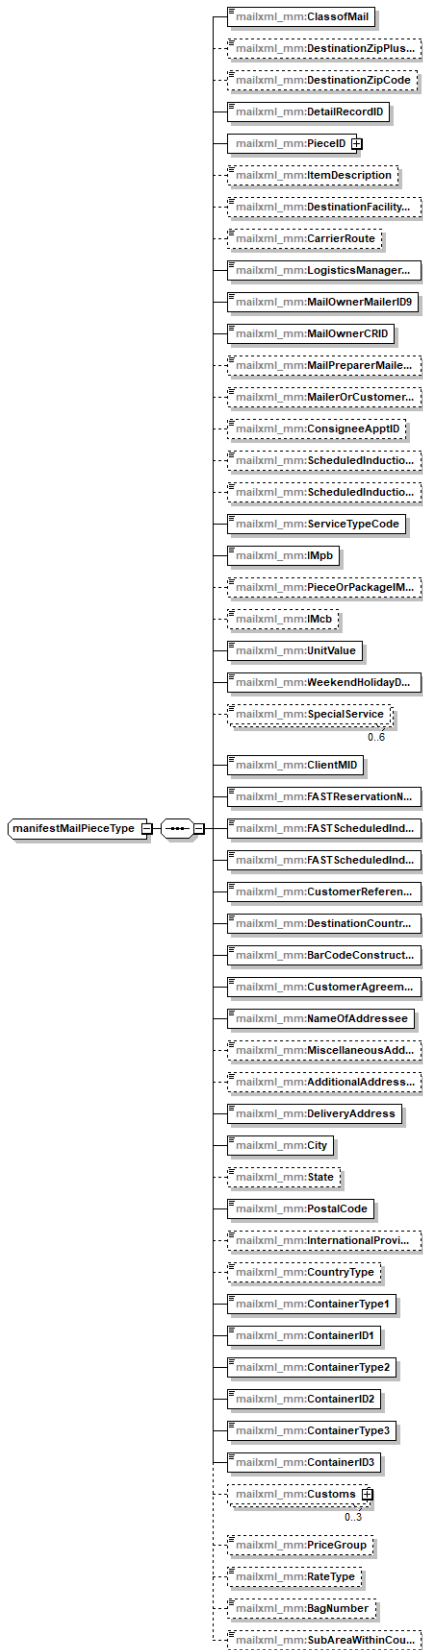 mailxml_mm:ClassofMail
mailxml_mm:DestinationZipPlus...
mailxml_mm:DestinationZipCode
mailxml_mm:DetailRecordID
mailxml_mm:PieceID
mailxml_mm:ItemDescription
mailxml_mm:DestinationFacility...
mailxml_mm:CarrierRoute
mailxml_mm:LogisticsManager...
mailxml_mm:MailOwnerMailerID9
mailxml_mm:MailOwnerCRID
mailxml_mm:MailPreparerMaile...
mailxml_mm:MailerOrCustomer...
mailxml_mm:ConsigneeApptID
mailxml_mm:ScheduledInductio...
mailxml_mm:ScheduledInductio...
mailxml_mm:ServiceTypeCode
mailxml_mm:IMpb
mailxml_mm:PieceOrPackageIM...
mailxml_mm:IMcb
mailxml_mm:UnitValue
mailxml_mm:WeekendHolidayD...
mailxml_mm:SpecialService
0..6
mailxml_mm:ClientMID
mailxml_mm:FASTReservationN...
manifestMailPieceType
mailxml_mm:FASTScheduledInd...
mailxml_mm:FASTScheduledInd...
mailxml_mm:CustomerReferen...
mailxml_mm:DestinationCountr...
mailxml_mm:BarCodeConstruct...
mailxml_mm:CustomerAgreem...
mailxml_mm:NameOfAddressee
mailxml_mm:MiscellaneousAdd...
mailxml_mm:AdditionalAddress...
mailxml_mm:DeliveryAddress
mailxml_mm:City
mailxml_mm:State
mailxml_mm:PostalCode
mailxml_mm:InternationalProvi...
mailxml_mm:CountryType
mailxml_mm:ContainerType1
mailxml_mm:ContainerID1
mailxml_mm:ContainerType2
mailxml_mm:ContainerID2
mailxml_mm:ContainerType3
mailxml_mm:ContainerID3
mailxml_mm:Customs
0..3
mailxml_mm:PriceGroup
mailxml_mm:RateType
mailxml_mm:BagNumber
mailxml_mm:SubAreaWithinCou...